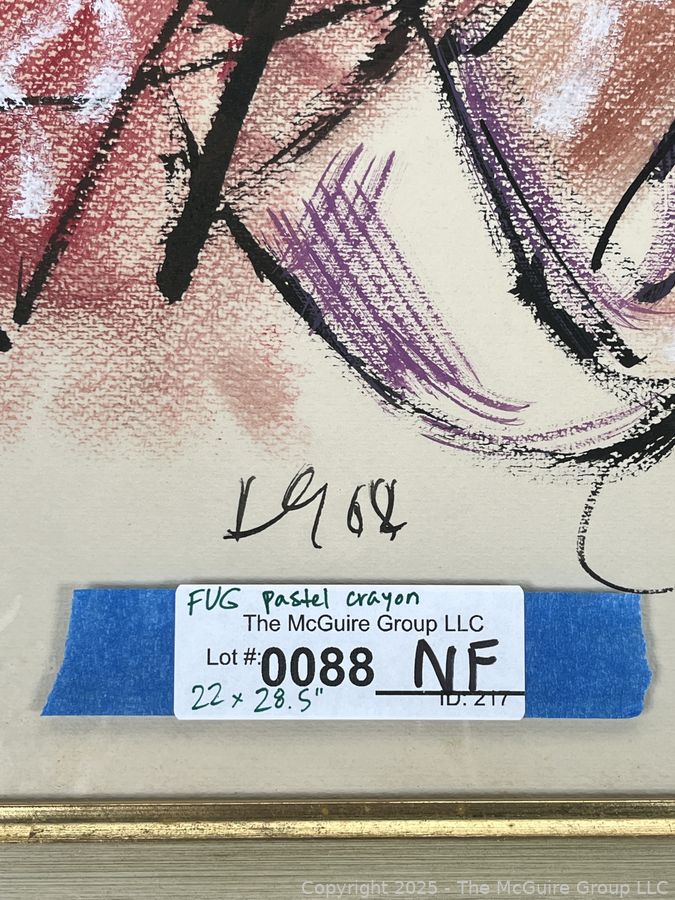 68
FUG pastel crayon
The McGuire Group LLC
Lot #: 0088 NF
22 x 28.5" ID: 217
Copyright 2025 - The McGuire Group LLC